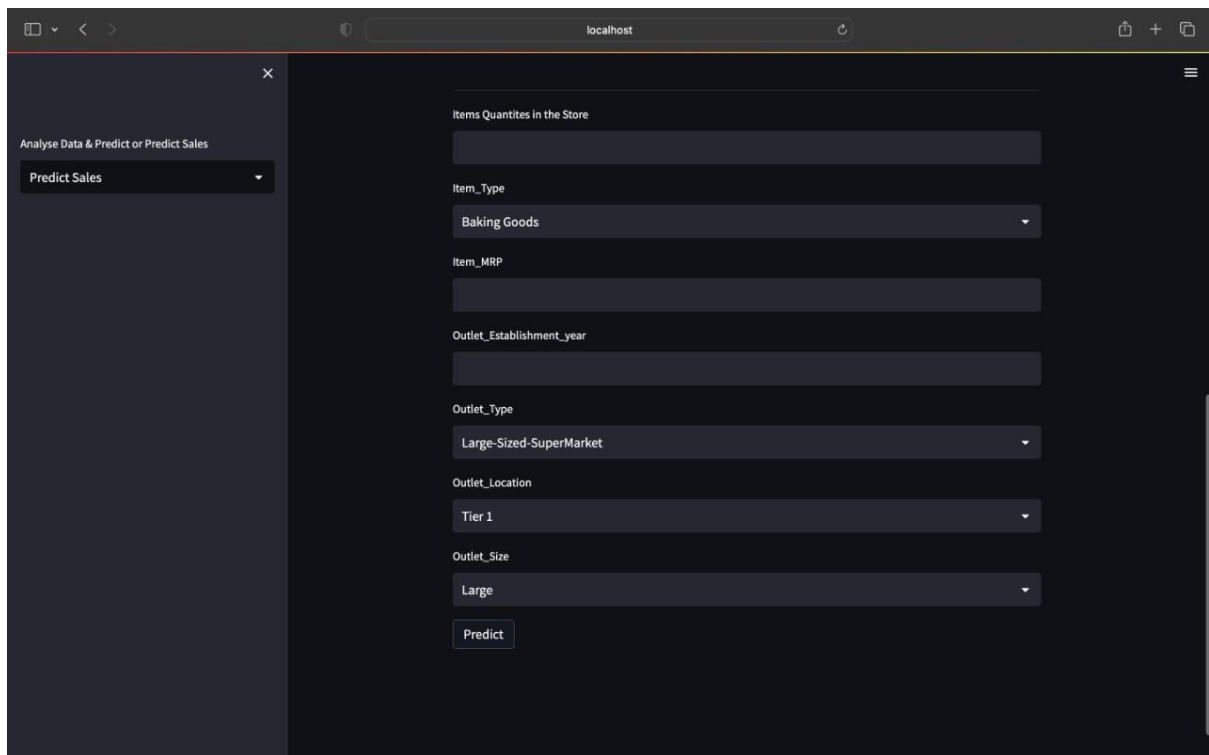 localhost
Analyse Data & Predict or Predict Sales
Predict Sales
Items Quantites in the Store
Item_Type
Baking Goods
Item_MRP
Outlet_Establishment_year
Outlet_Type
Large-Sized-SuperMarket
Outlet_Location
Tier 1
Outlet_Size
Large
Predict